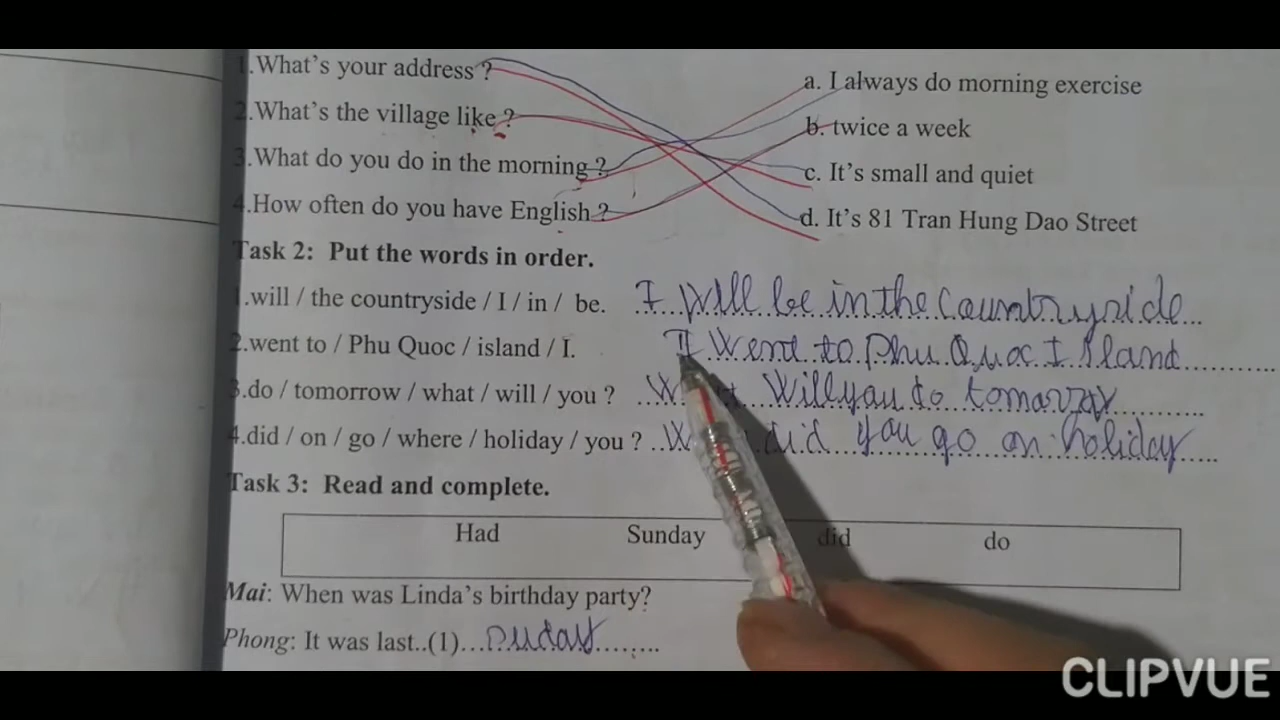 1.What's your address ? a. I always do morning exercise
2.What's the village like ? b. twice a week
3.What do you do in the morning ? c. It's small and quiet
4.How often do you have English ? d. It's 81 Tran Hung Dao Street
Task 2: Put the words in order.
1.will / the countryside / I / in / be. I will be in the countryside
2.went to / Phu Quoc / island / I. I went to Phu Quoc Island
3.do / tomorrow / what / will / you ? will you do
4.did / on / go / where / holiday / you ? did you go on holiday
Task 3: Read and complete.
Had Sunday did do
Mai: When was Linda's birthday party?
Phong: It was last..(1)...
CLIPVUE